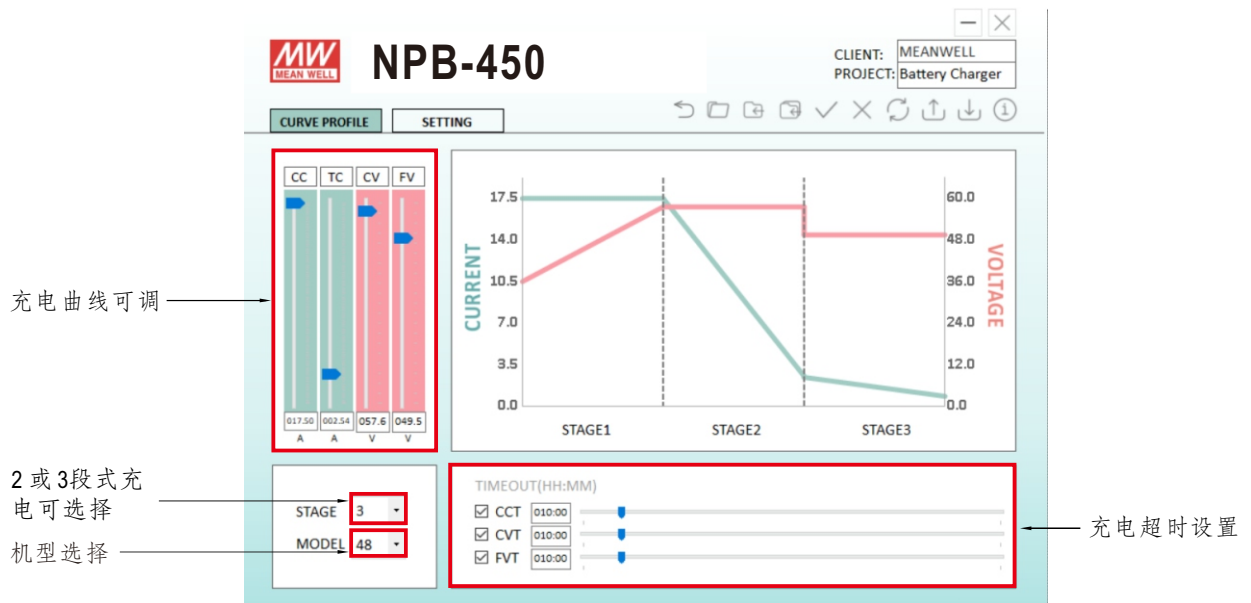 MW
MEAN WELL
NPB-450
CLIENT: MEANWELL
PROJECT: Battery Charger
CURVE PROFILE
SETTING
CC TC CV FV
017.50 002.54 057.6 049.5
A A V V
充电曲线可调
CURRENT
17.5
14.0
10.5
7.0
3.5
0.0
60.0
48.0
36.0
24.0
12.0
0.0
VOLTAGE
STAGE1 STAGE2 STAGE3
2 或 3段式充
电可选择
机型选择
STAGE 3
MODEL 48
TIMEOUT(HH:MM)
CCT 010:00
CVT 010:00
FVT 010:00
充电超时设置